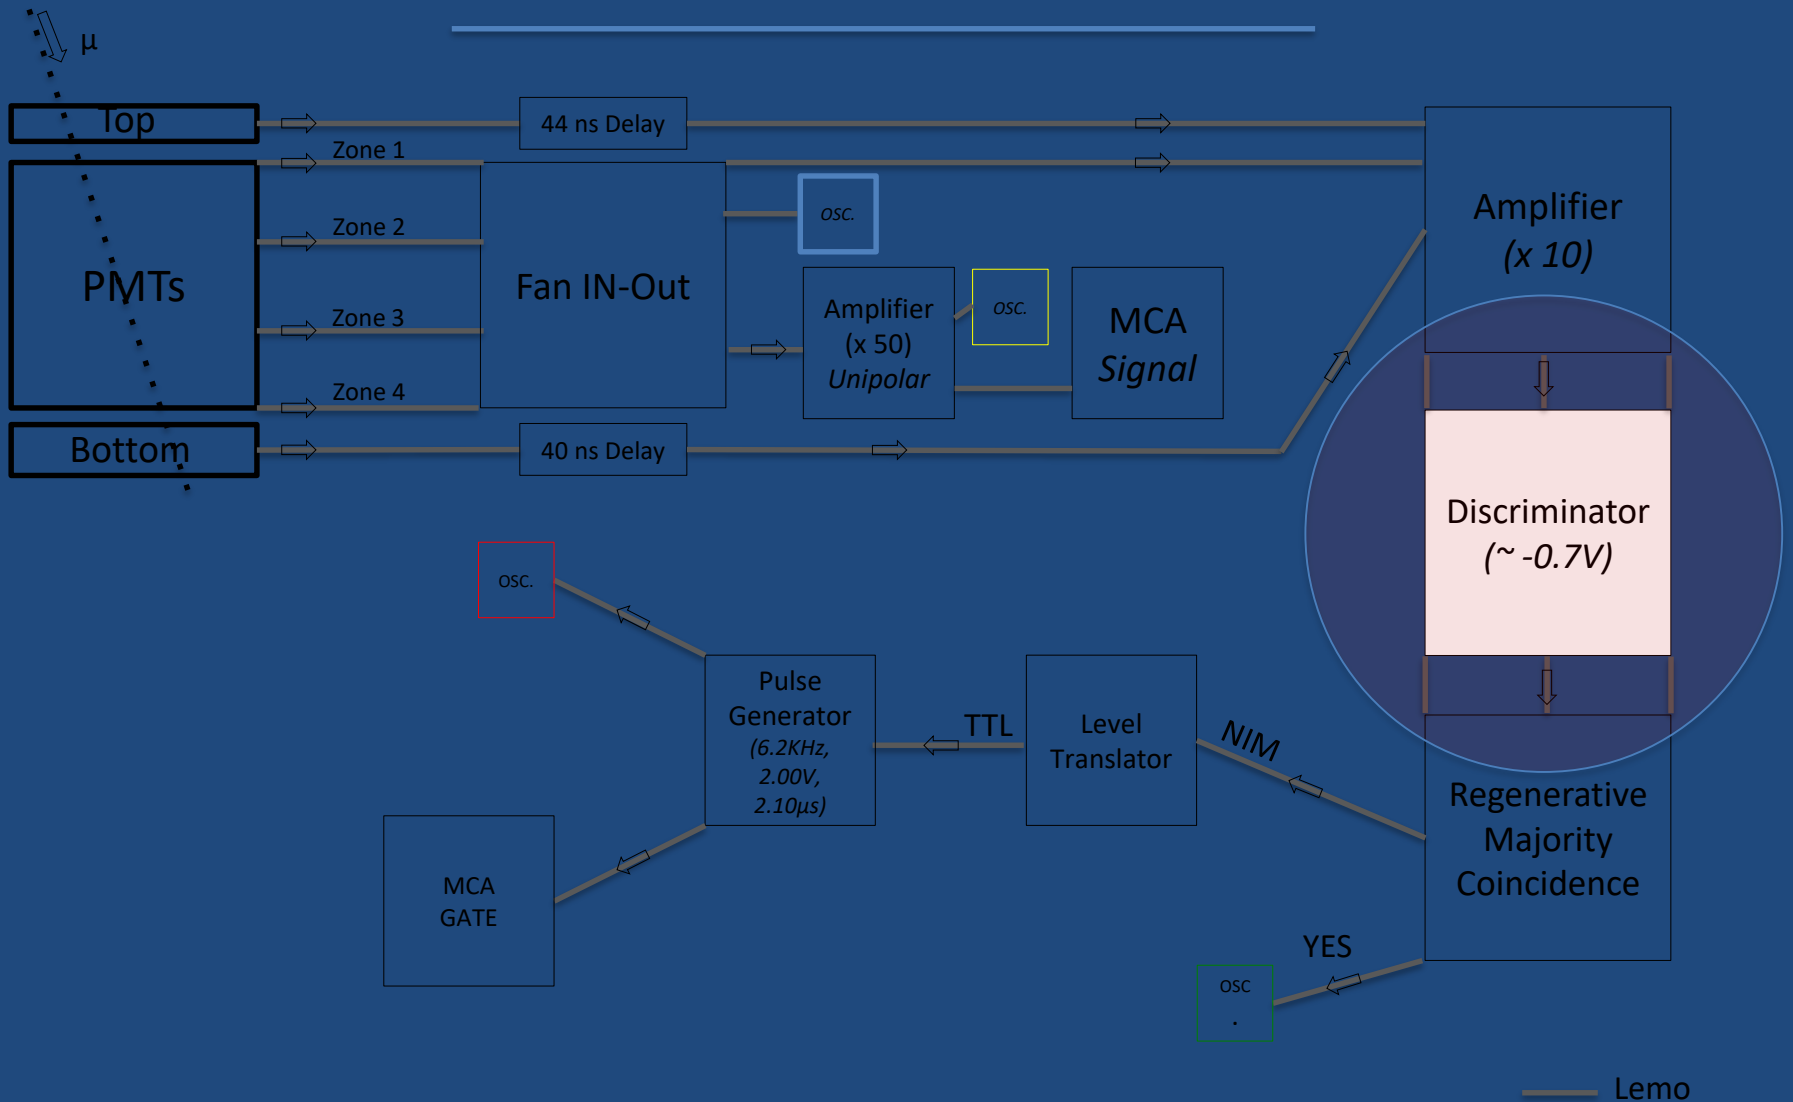 μ
Top
44 ns Delay
Zone 1
Zone 2
PMTs
Zone 3
Zone 4
Fan IN-Out
OSC.
Amplifier
(x 50)
Unipolar
OSC.
MCA
Signal
Amplifier
(x 10)
Bottom
40 ns Delay
Discriminator
(~ -0.7V)
OSC.
Pulse
Generator
(6.2KHz,
2.00V,
2.10μs)
TTL
Level
Translator
NIM
Regenerative
Majority
Coincidence
MCA
GATE
YES
OSC
.
Lemo